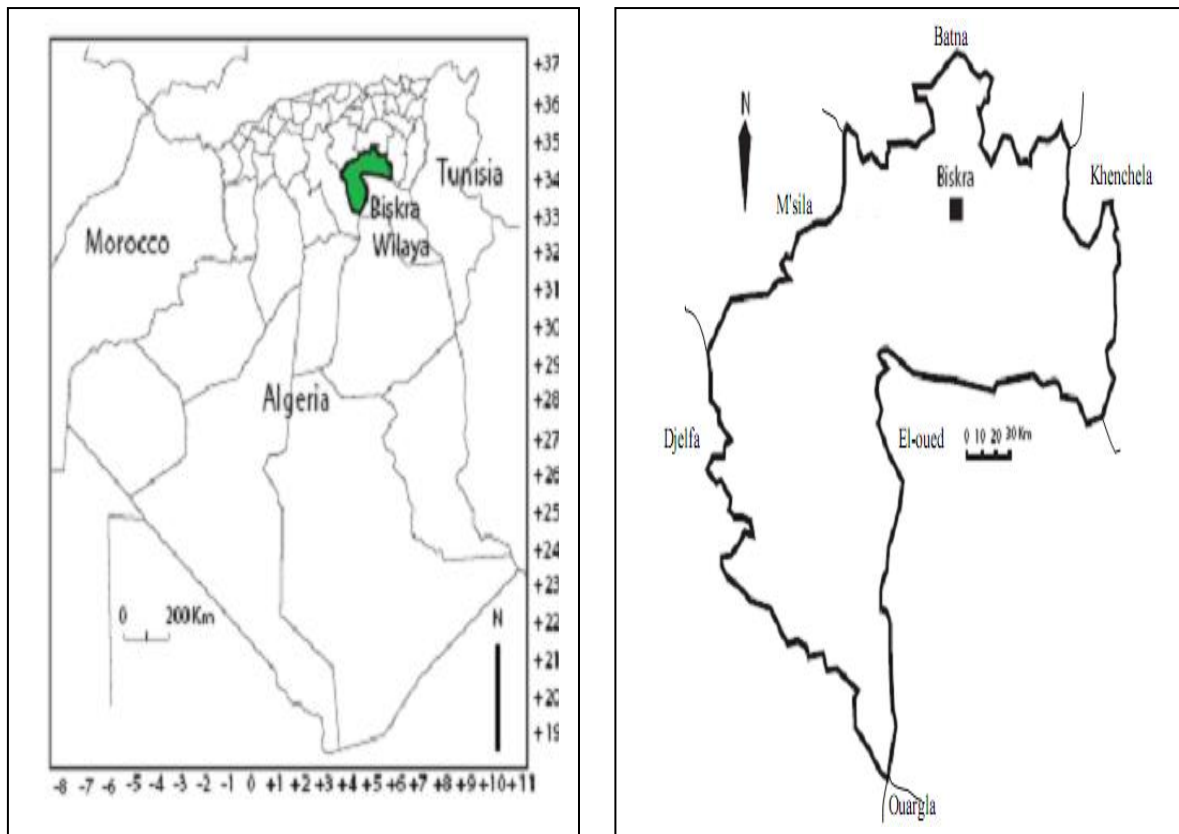 +37
+36
+35
Tunisia
+34
Biskra
+33
Wilaya
Morocco
+32
+31
+30
+29
Algeria
+28
+27
+26
+25
+24
+23
0 200 Km
+22
N
+21
+20
+19
-8 -7 -6 -5 -4 -3 -2 -1 0 +1 +2 +3 +4 +5 +6 +7 +8 +9 +10 +11
Batna
N
Biskra
Khenchela
M'sila
Djelfa
El-oued
0 10 20 30 Km
Ouargla